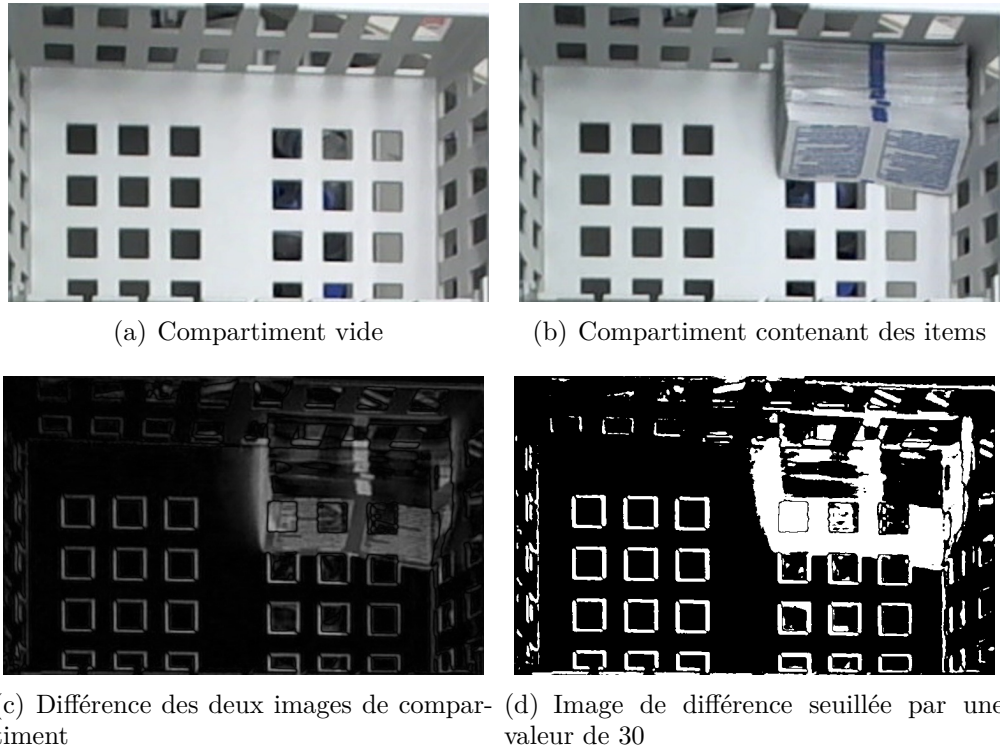 (a) Compartiment vide
(b) Compartiment contenant des items
(c) Différence des deux images de compar-
timent
(d) Image de différence seuillée par une
valeur de 30